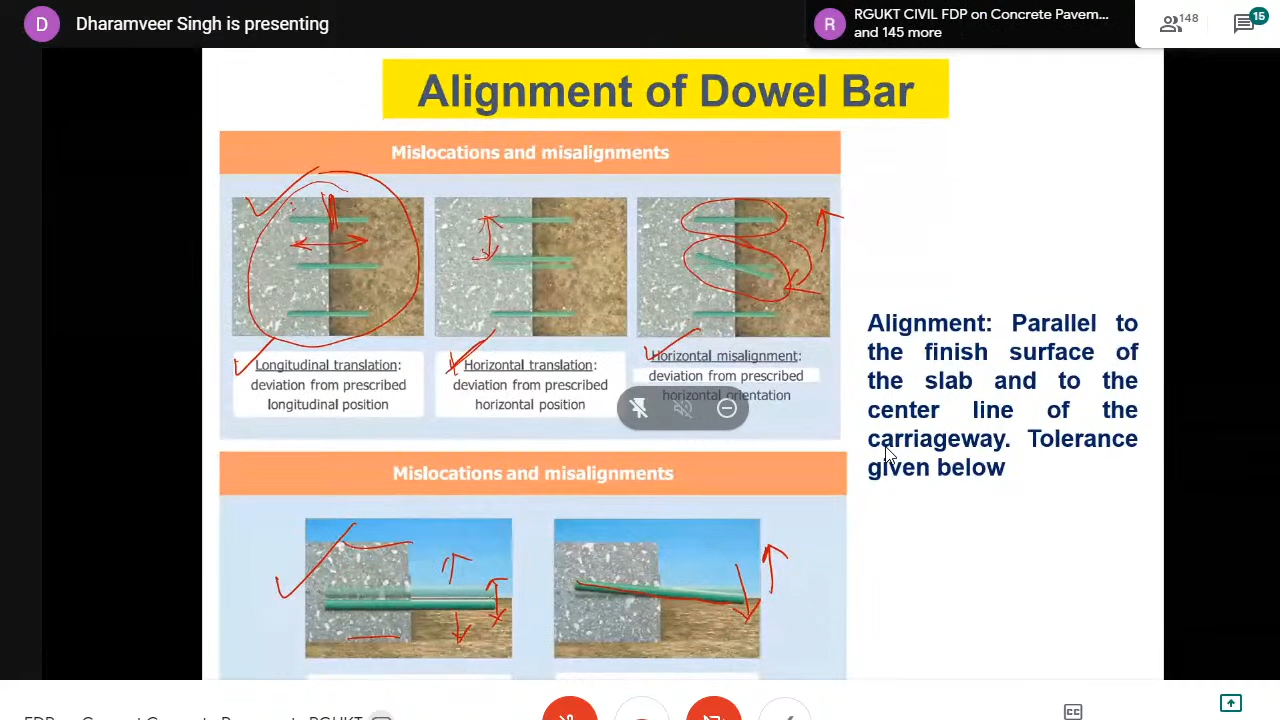 D Dharamveer Singh is presenting
R RGUKT CIVIL FDP on Concrete Pavem...
and 145 more
148
15
Alignment of Dowel Bar
Mislocations and misalignments
Longitudinal translation:
deviation from prescribed
longitudinal position
Horizontal translation:
deviation from prescribed
horizontal position
Horizontal misalignment:
deviation from prescribed
horizontal orientation
Alignment: Parallel to
the finish surface of
the slab and to the
center line of the
carriageway. Tolerance
given below
Mislocations and misalignments
CC